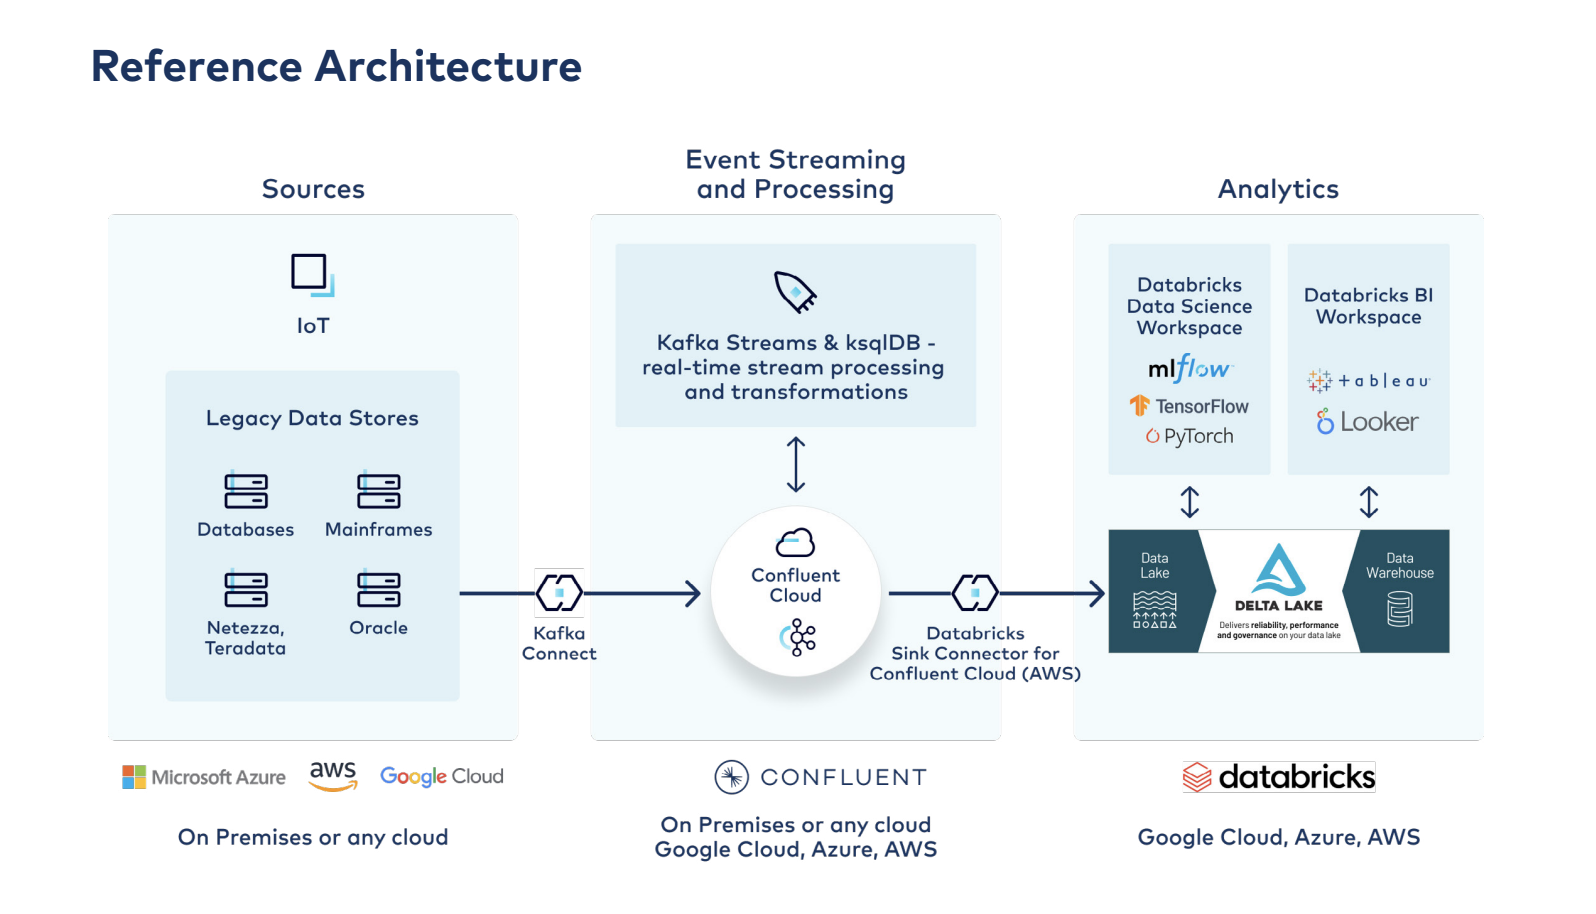 Reference Architecture
Sources
IoT
Legacy Data Stores
Databases
Mainframes
Netezza,
Teradata
Oracle
Microsoft Azure
aws
Google Cloud
On Premises or any cloud
Kafka
Connect
Event Streaming
and Processing
Kafka Streams & ksqlDB -
real-time stream processing
and transformations
Confluent
Cloud
CONFLUENT
On Premises or any cloud
Google Cloud, Azure, AWS
Databricks
Sink Connector for
Confluent Cloud (AWS)
Analytics
Databricks
Data Science
Workspace
mlflow
TensorFlow
PyTorch
Databricks BI
Workspace
+ableau
Looker
Data
Lake
DELTA LAKE
Delivers reliability, performance
and governance on your data lake
Data
Warehouse
databricks
Google Cloud, Azure, AWS